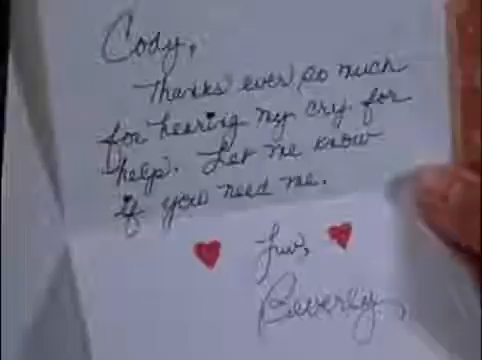 Cody,
Thanks ever so much
for hearing my cry for
help. Let me know
if you need me.
Luv,
Beverly